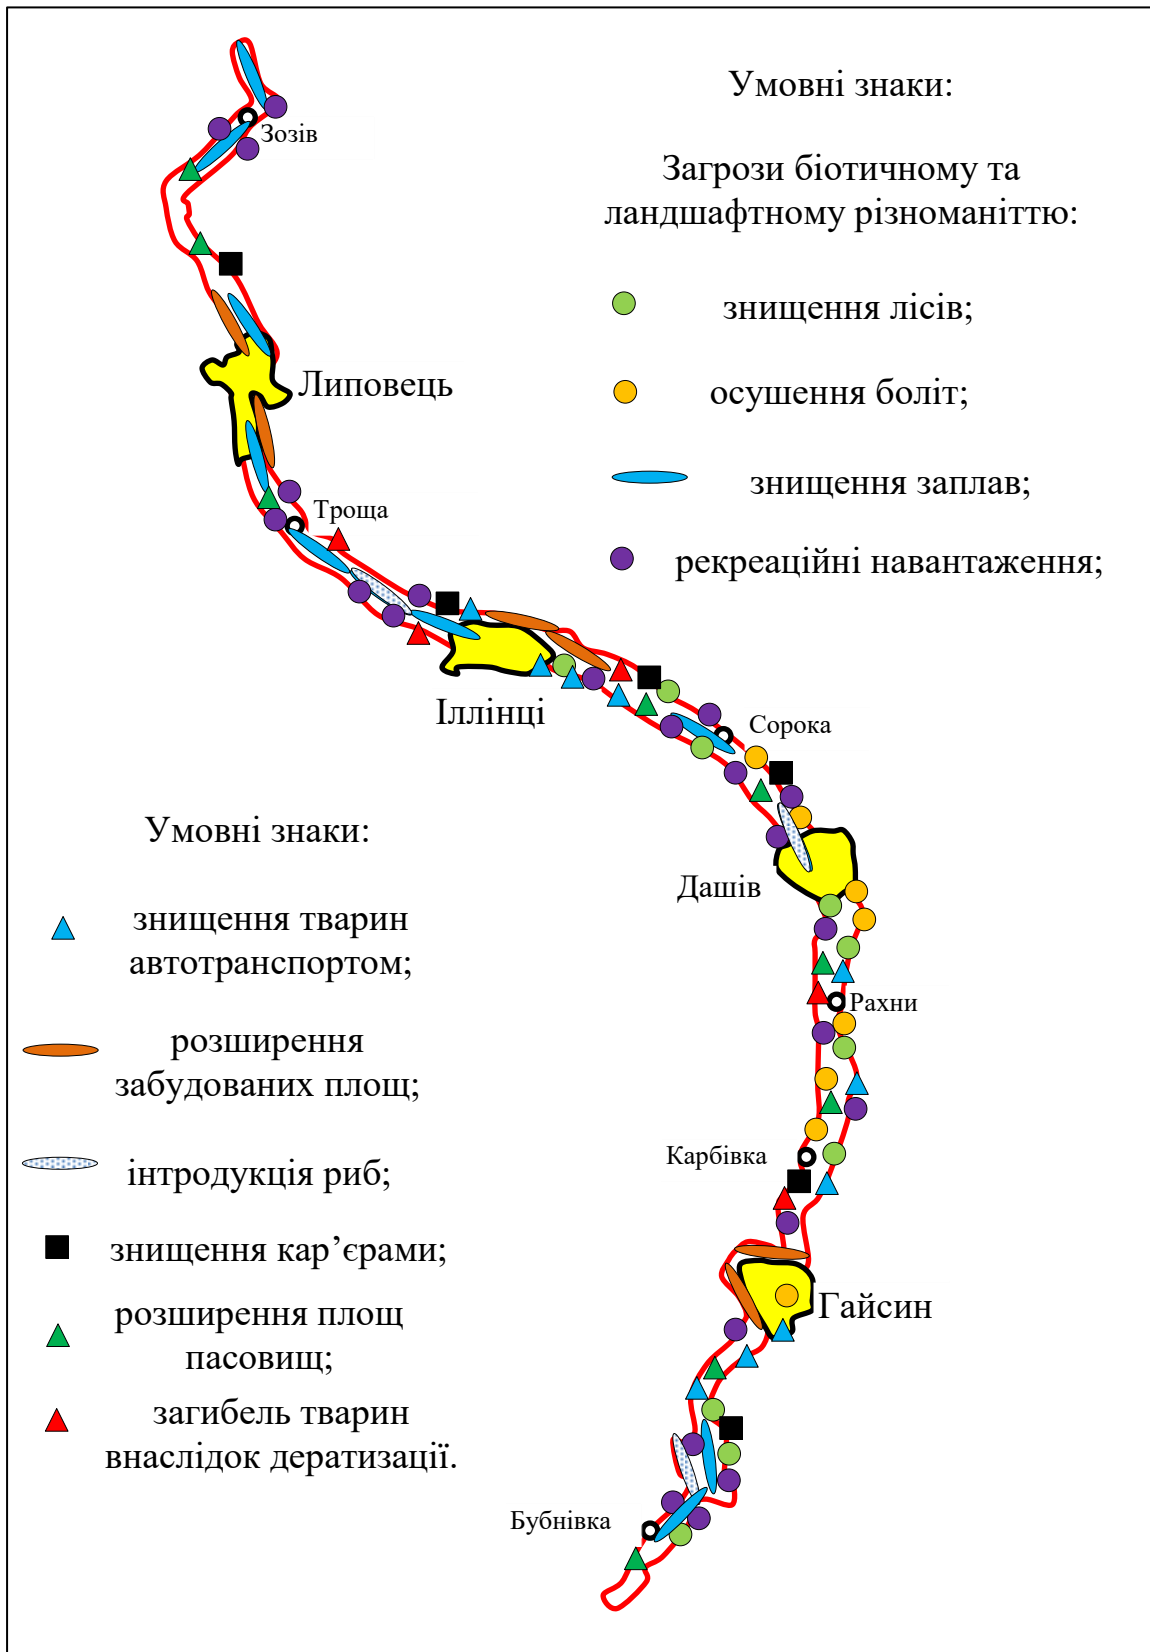 Умовні знаки:
Загрози біотичному та
ландшафтному різноманіттю:
знищення лісів;
осушення боліт;
знищення заплав;
рекреаційні навантаження;
Зозів
Липовець
Троща
Іллінці
Сорока
Дашів
Рахни
Карбівка
Гайсин
Бубнівка
Умовні знаки:
знищення тварин
автотранспортом;
розширення
забудованих площ;
інтродукція риб;
знищення кар’єрами;
розширення площ
пасовищ;
загибель тварин
внаслідок дератизації.